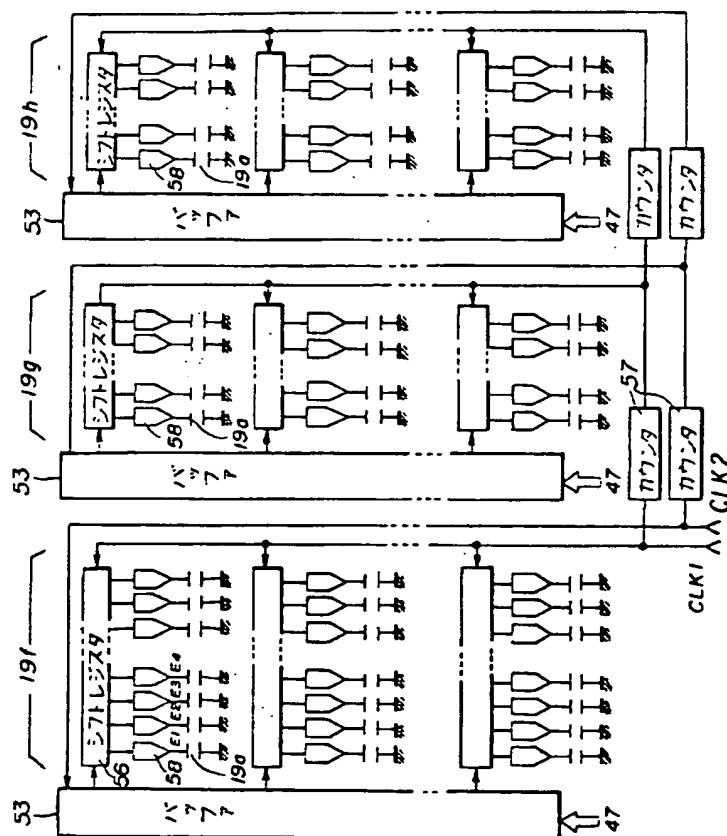 19f
19g
19h
53
バッファ
シフトレジスタ
56
58
E1 E2 E3 E4
19a
47
53
バッファ
シフトレジスタ
58
19a
47
53
バッファ
シフトレジスタ
58
19a
47
カウンタ
カウンタ
57
カウンタ
カウンタ
CLK1
CLK2